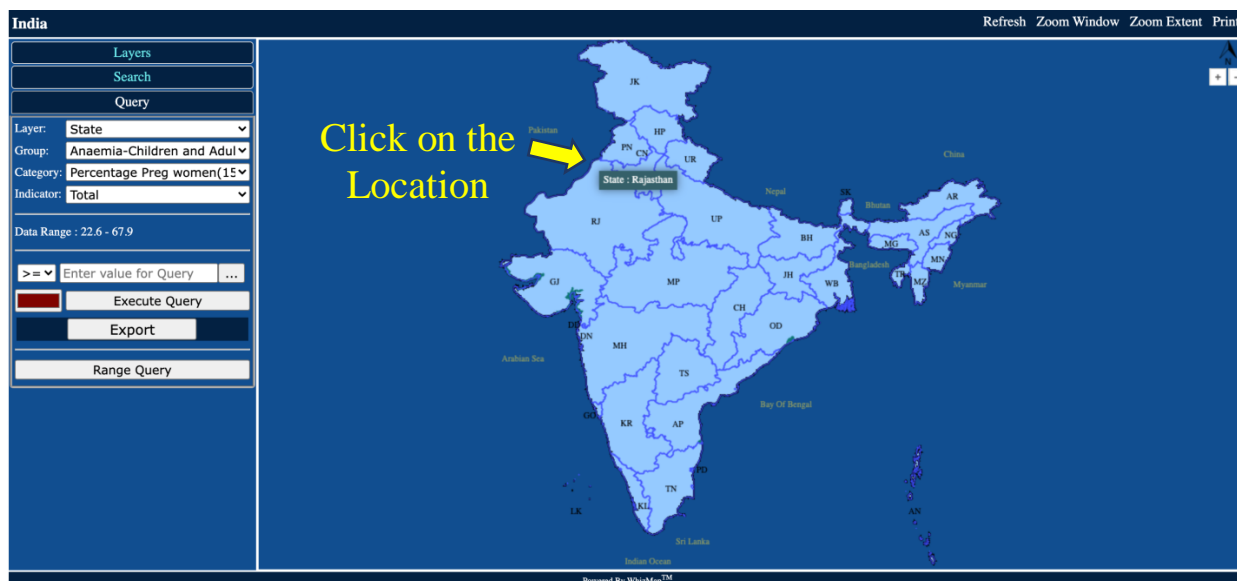 India
Refresh Zoom Window Zoom Extent Print
Layers
Search
Query
Layer: State
Group: Anaemia-Children and Adul
Category: Percentage Preg women(15
Indicator: Total
Data Range : 22.6 - 67.9
>= Enter value for Query ...
Execute Query
Export
Range Query
Click on the
Location
State : Rajasthan
N
+ -
JK
Pakistan
HP
PN
CN
UR
China
Nepal
SK
Bhutan
AR
RJ
UP
BH
AS
NG
MG
MN
Bangladesh
TR
MZ
Myanmar
GJ
MP
JH
WB
CH
OD
DD
DN
MH
Arabian Sea
TS
Bay Of Bengal
GO
KR
AP
PD
TN
KL
LK
AN
Sri Lanka
Indian Ocean
Powered By WhizMap™